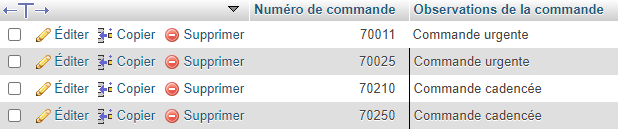 Numéro de commande Observations de la commande
Éditer Copier Supprimer 70011 Commande urgente
Éditer Copier Supprimer 70025 Commande urgente
Éditer Copier Supprimer 70210 Commande cadencée
Éditer Copier Supprimer 70250 Commande cadencée